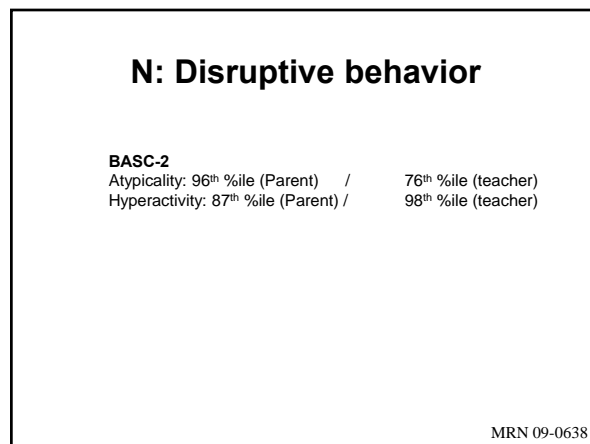 N: Disruptive behavior
BASC-2
Atypicality: 96th %ile (Parent) / 76th %ile (teacher)
Hyperactivity: 87th %ile (Parent) / 98th %ile (teacher)
MRN 09-0638